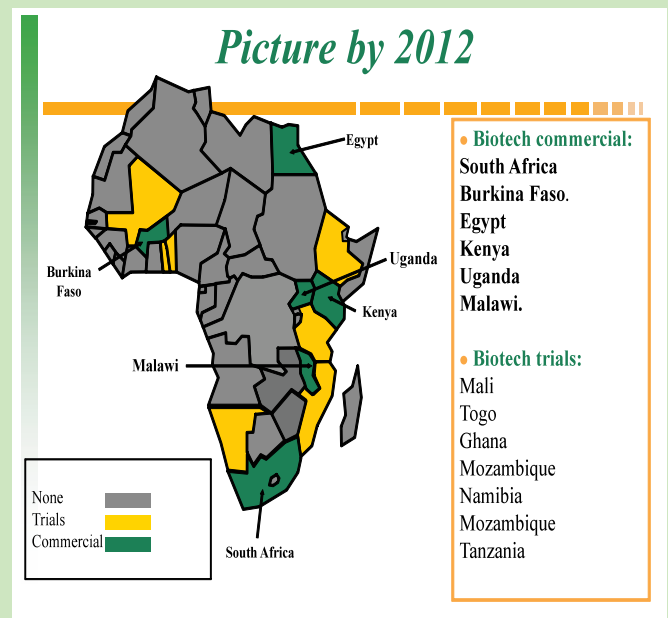 Picture by 2012
Egypt
Uganda
Burkina
Faso
Kenya
Malawi
South Africa
None
Trials
Commercial
• Biotech commercial:
South Africa
Burkina Faso.
Egypt
Kenya
Uganda
Malawi.
• Biotech trials:
Mali
Togo
Ghana
Mozambique
Namibia
Mozambique
Tanzania